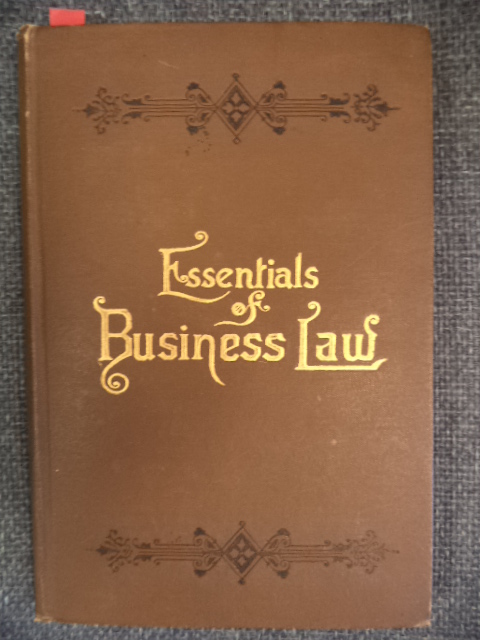 Essentials
of
Business Law